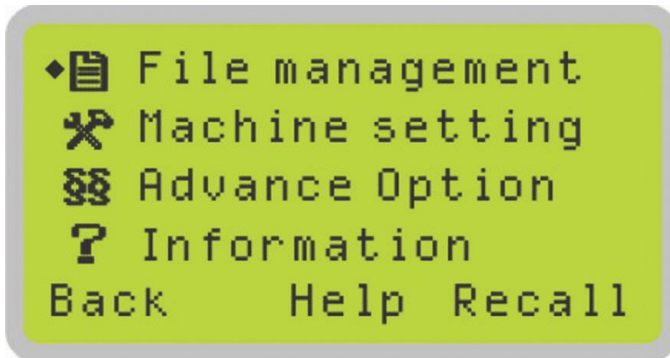 File management
Machine setting
§§ Advance Option
? Information
Back Help Recall